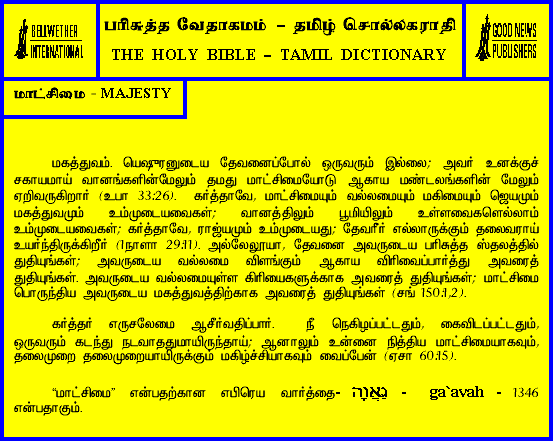 BELLWETHER
INTERNATIONAL
பரிசுத்த வேதாகமம் – தமிழ் சொல்லகராதி
THE HOLY BIBLE – TAMIL DICTIONARY
GOOD NEWS
PUBLISHERS
மாட்சிமை - MAJESTY
மகத்துவம். யெஷுரனுடைய தேவனைப்போல் ஒருவரும் இல்லை; அவர் உனக்குச்
சகாயமாய் வானங்களின்மேலும் தமது மாட்சிமையோடு ஆகாய மண்டலங்களின் மேலும்
ஏறிவருகிறார் (உபா 33:26). கர்த்தாவே, மாட்சிமையும் வல்லமையும் மகிமையும் ஜெயமும்
மகத்துவமும் உம்முடையவைகள்; வானத்திலும் பூமியிலும் உள்ளவைகளெல்லாம்
உம்முடையவைகள்; கர்த்தாவே, ராஜ்யமும் உம்முடையது; தேவரீர் எல்லாருக்கும் தலைவராய்
உயர்ந்திருக்கிறீர் (1நாளா 29:11). அல்லேலூயா, தேவனை அவருடைய பரிசுத்த ஸ்தலத்தில்
துதியுங்கள்; அவருடைய வல்லமை விளங்கும் ஆகாய விரிவைப்பார்த்து அவரைத்
துதியுங்கள். அவருடைய வல்லமையுள்ள கிரியைகளுக்காக அவரைத் துதியுங்கள்; மாட்சிமை
பொருந்திய அவருடைய மகத்துவத்திற்காக அவரைத் துதியுங்கள் (சங் 150:1,2).
கர்த்தர் எருசலேமை ஆசீர்வதிப்பார். நீ நெகிழப்பட்டதும், கைவிடப்பட்டதும்,
ஒருவரும் கடந்து நடவாததுமாயிருந்தாய்; ஆனாலும் உன்னை நித்திய மாட்சிமையாகவும்,
தலைமுறை தலைமுறையாயிருக்கும் மகிழ்ச்சியாகவும் வைப்பேன் (ஏசா 60:15).
“மாட்சிமை” என்பதற்கான எபிரெய வார்த்தை- גַּאֲוָה - ga`avah - 1346
என்பதாகும்.